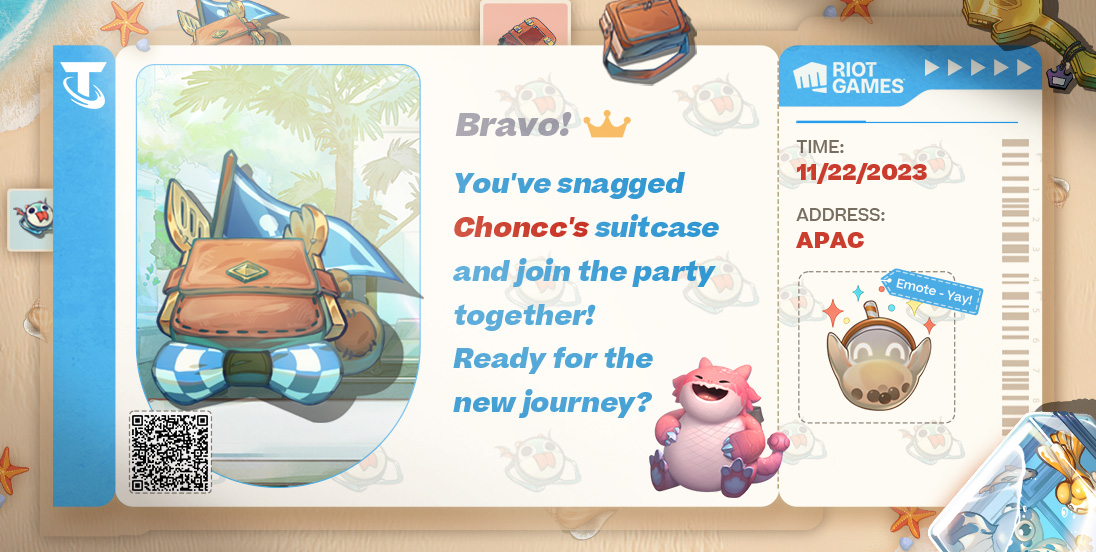 Bravo!
You've snagged
Choncc's suitcase
and join the party
together!
Ready for the
new journey?
RIOT
GAMES
TIME:
11/22/2023
ADDRESS:
APAC
Emote - Yay!